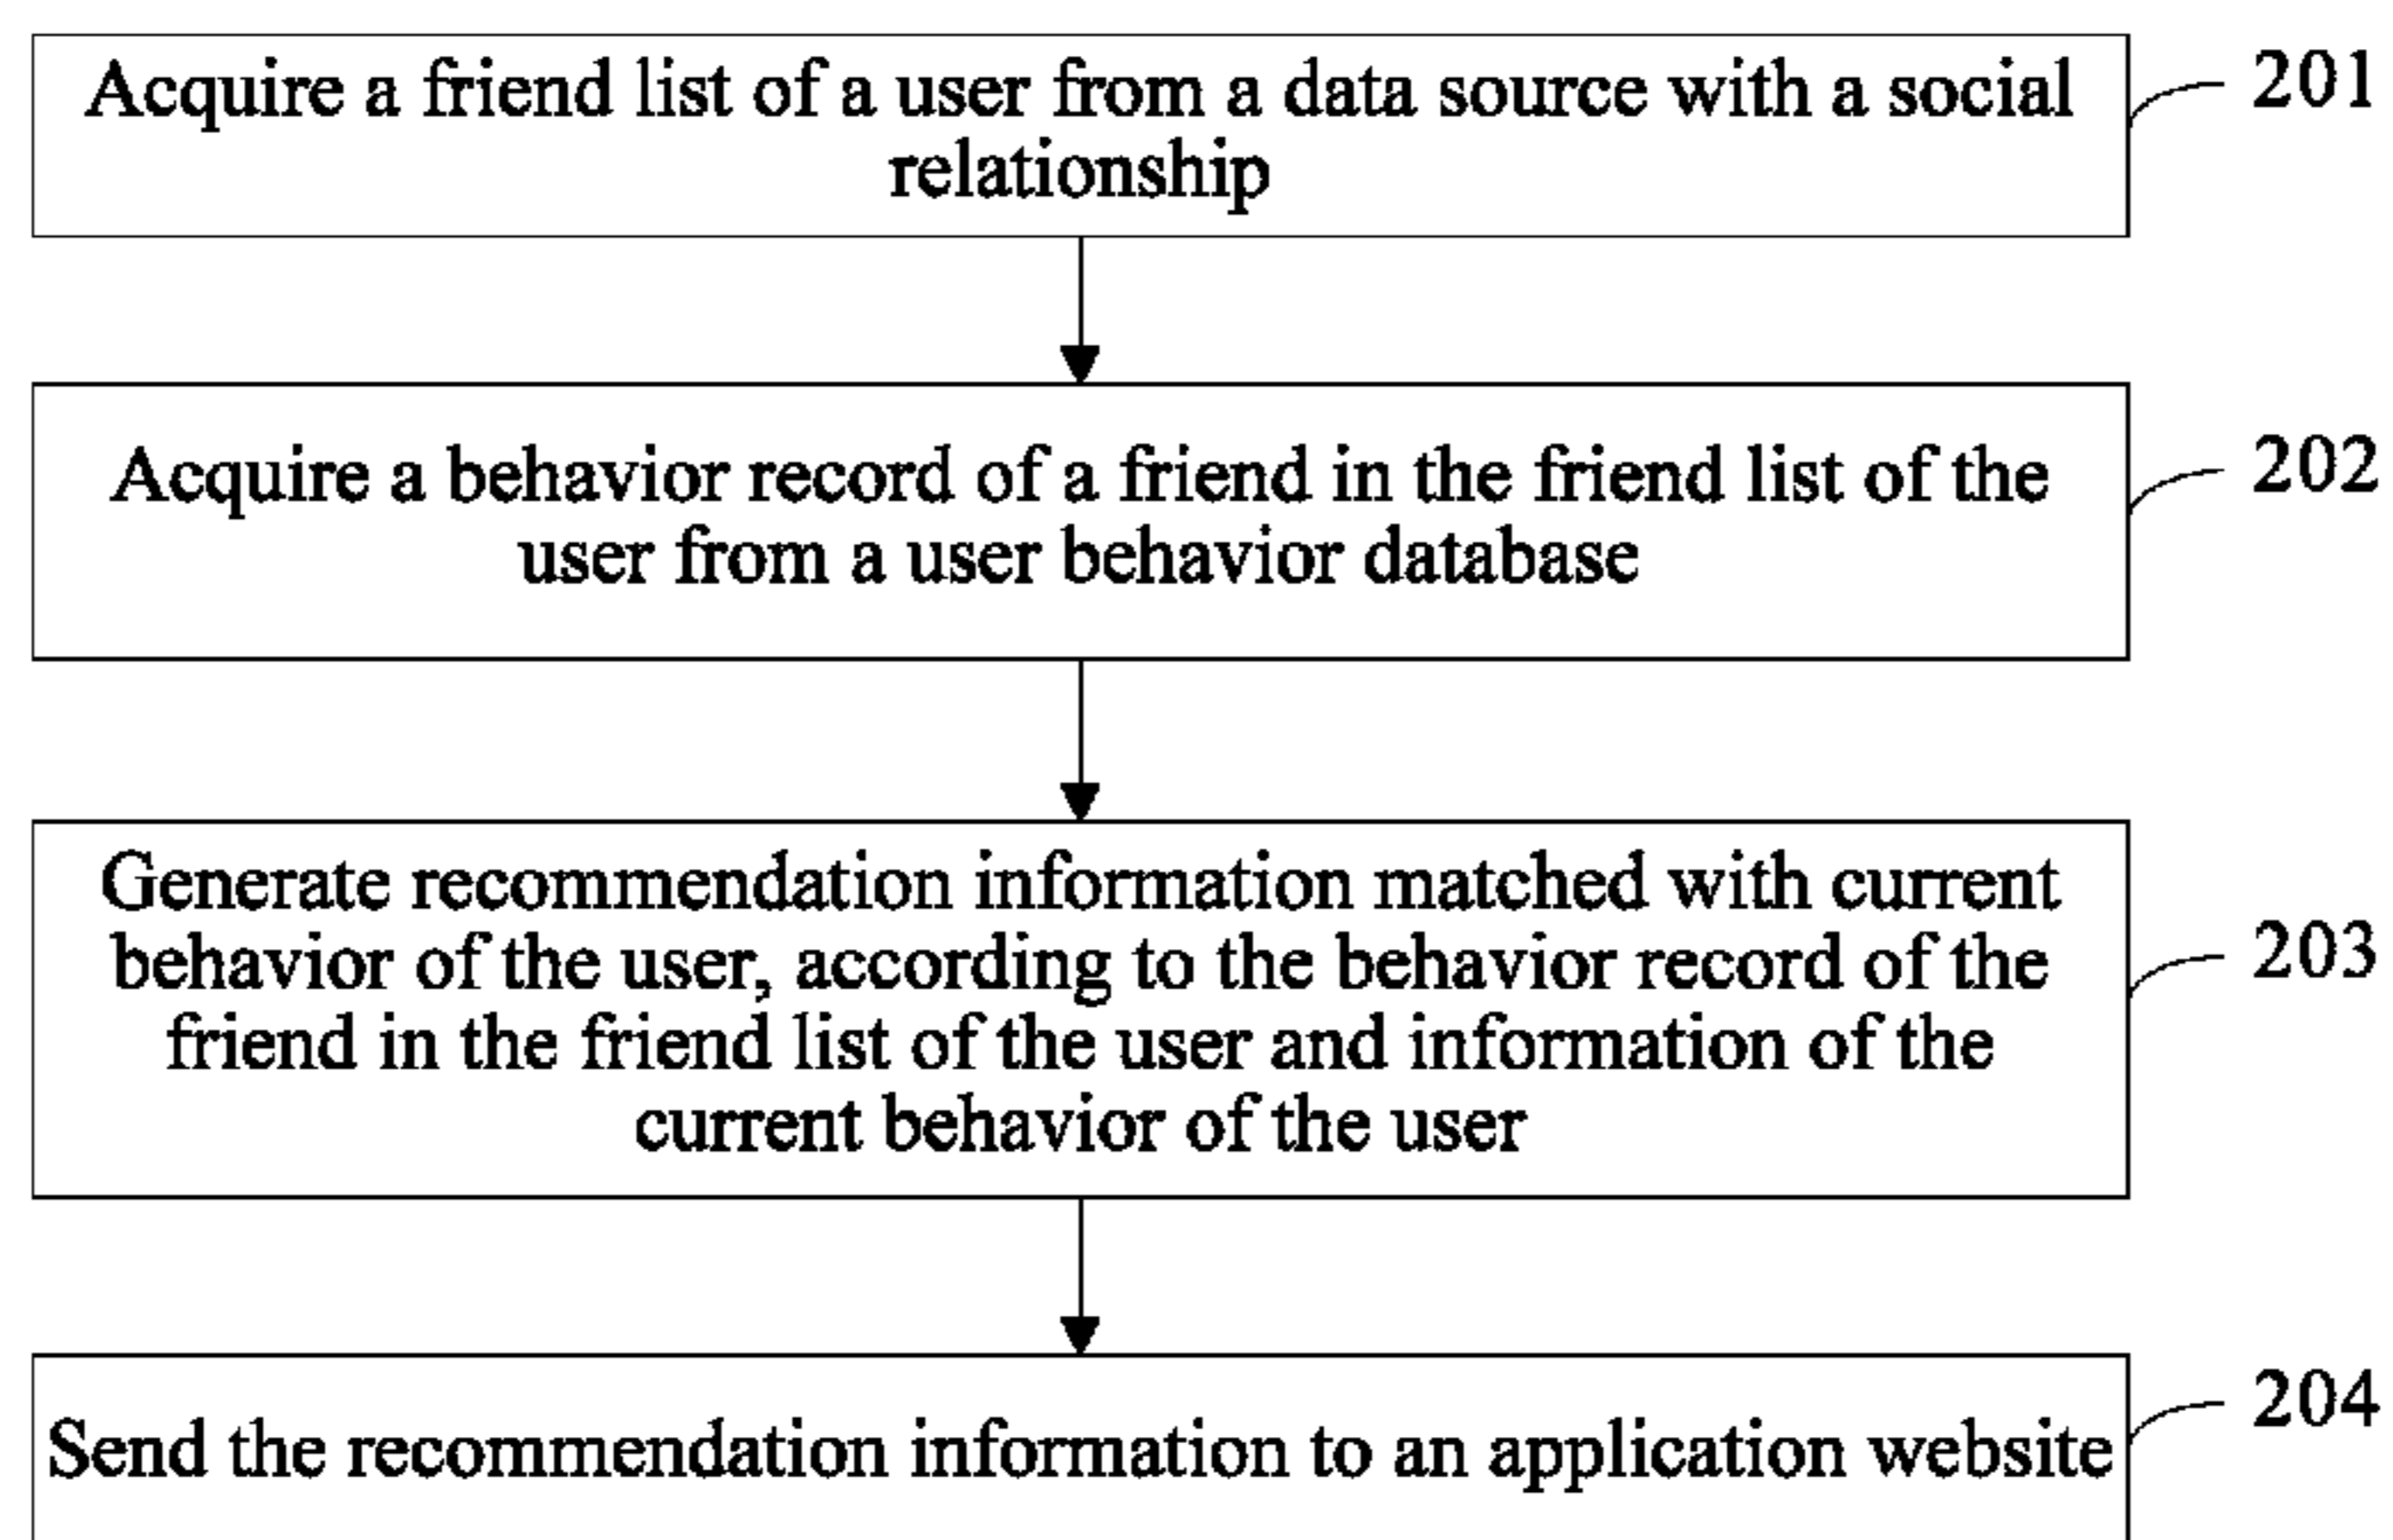 Acquire a friend list of a user from a data source with a social
relationship
201
Acquire a behavior record of a friend in the friend list of the
user from a user behavior database
202
Generate recommendation information matched with current
behavior of the user, according to the behavior record of the
friend in the friend list of the user and information of the
current behavior of the user
203
Send the recommendation information to an application website
204